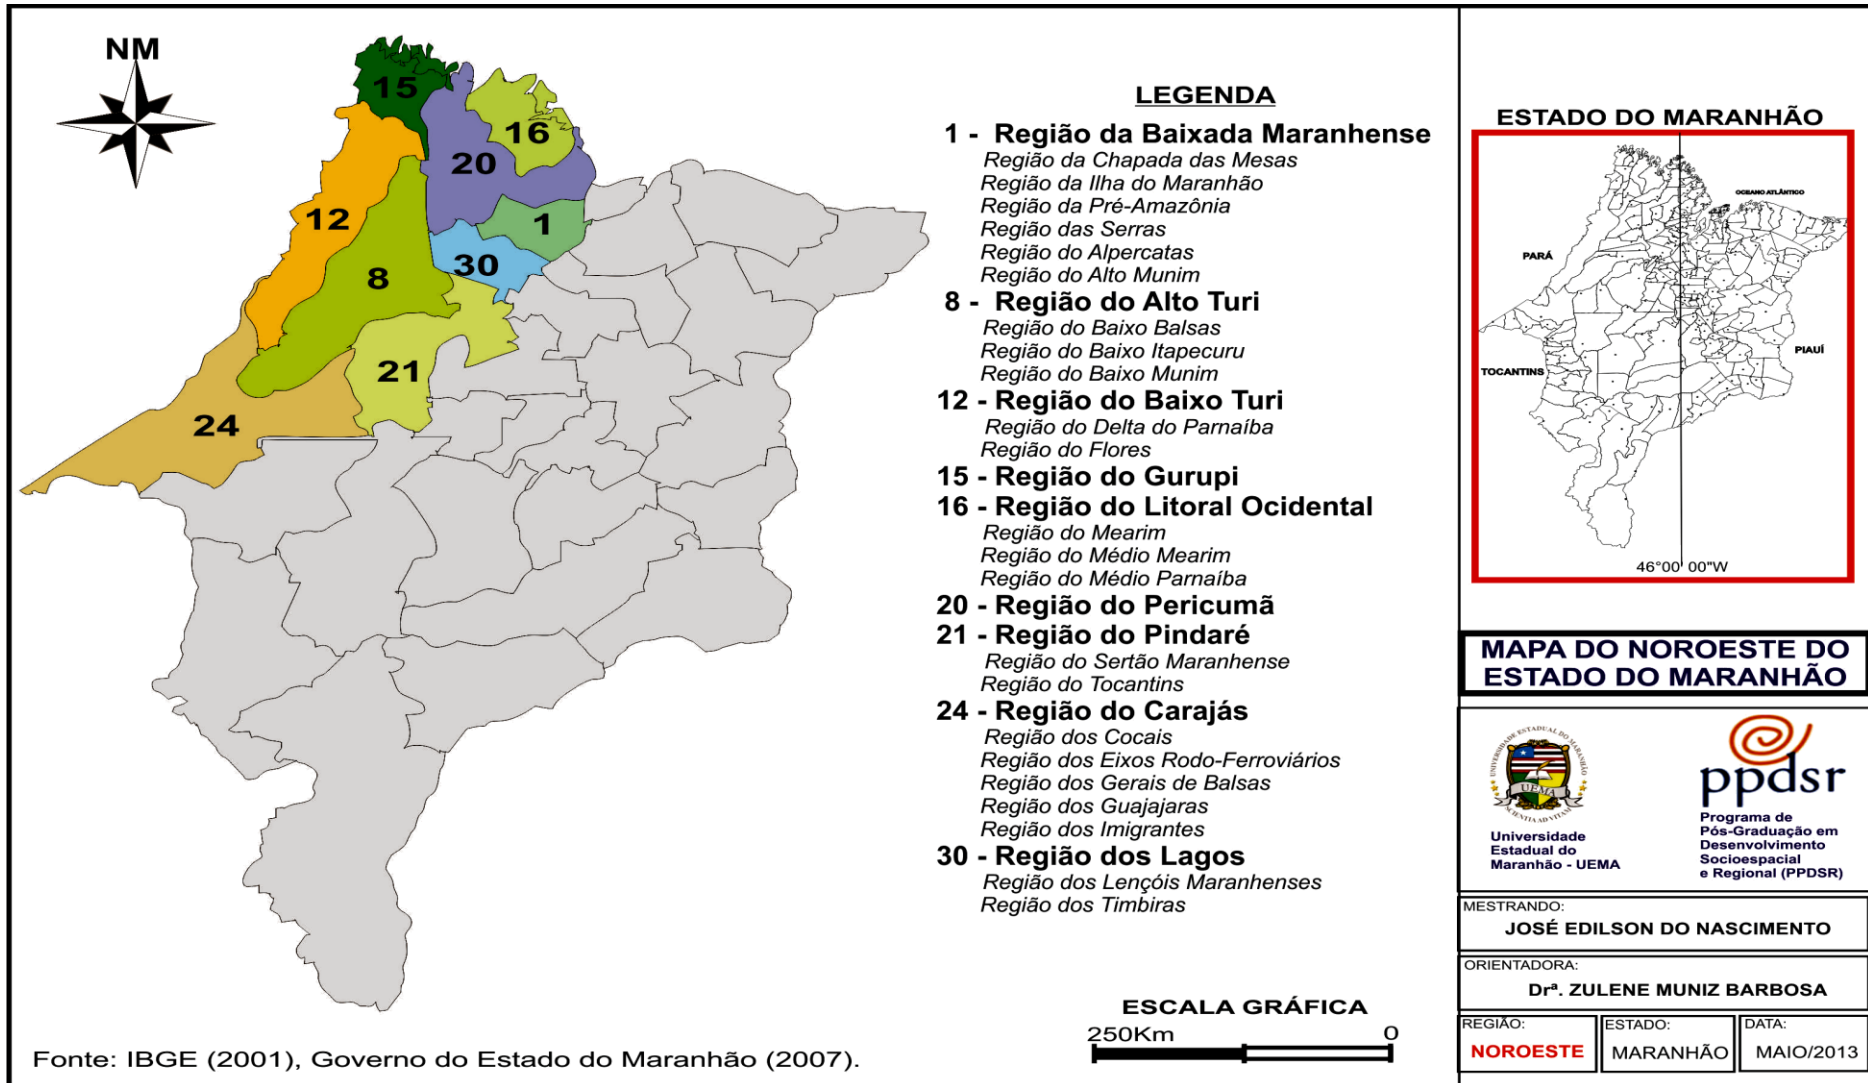 NM
15
16
20
12
1
30
8
21
24
Fonte: IBGE (2001), Governo do Estado do Maranhão (2007).
LEGENDA
1 - Região da Baixada Maranhense
Região da Chapada das Mesas
Região da Ilha do Maranhão
Região da Pré-Amazônia
Região das Serras
Região do Alpercatas
Região do Alto Munim
8 - Região do Alto Turi
Região do Baixo Balsas
Região do Baixo Itapecuru
Região do Baixo Munim
12 - Região do Baixo Turi
Região do Delta do Parnaíba
Região do Flores
15 - Região do Gurupi
16 - Região do Litoral Ocidental
Região do Mearim
Região do Médio Mearim
Região do Médio Parnaíba
20 - Região do Pericumã
21 - Região do Pindaré
Região do Sertão Maranhense
Região do Tocantins
24 - Região do Carajás
Região dos Cocais
Região dos Eixos Rodo-Ferroviários
Região dos Gerais de Balsas
Região dos Guajajaras
Região dos Imigrantes
30 - Região dos Lagos
Região dos Lençóis Maranhenses
Região dos Timbiras
ESCALA GRÁFICA
250Km 0
ESTADO DO MARANHÃO
OCEANO ATLÂNTICO
PARÁ
PIAUÍ
TOCANTINS
46°00 00"W
MAPA DO NOROESTE DO
ESTADO DO MARANHÃO
UNIVERSIDADE ESTADUAL DO MARANHÃO
UEMA
SCIENTIA AD VITAM
Universidade
Estadual do
Maranhão - UEMA
ppdsr
Programa de
Pós-Graduação em
Desenvolvimento
Socioespacial
e Regional (PPDSR)
MESTRANDO:
JOSÉ EDILSON DO NASCIMENTO
ORIENTADORA:
Drª. ZULENE MUNIZ BARBOSA
REGIÃO:
NOROESTE
ESTADO:
MARANHÃO
DATA:
MAIO/2013